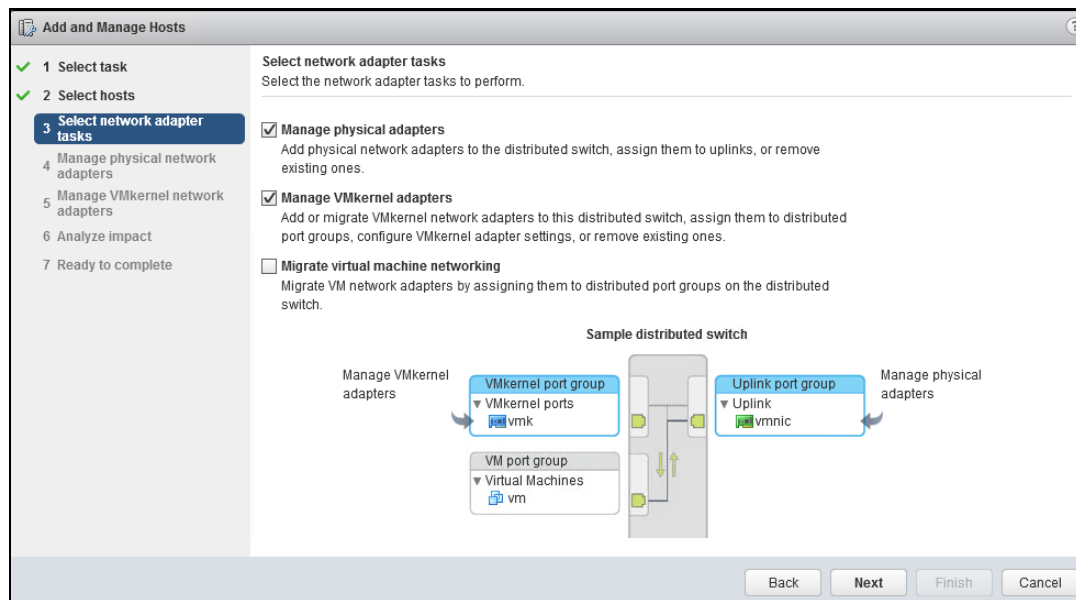 Add and Manage Hosts
?
1 Select task
2 Select hosts
3 Select network adapter
tasks
4 Manage physical network
adapters
5 Manage VMkernel network
adapters
6 Analyze impact
7 Ready to complete
Select network adapter tasks
Select the network adapter tasks to perform.
Manage physical adapters
Add physical network adapters to the distributed switch, assign them to uplinks, or remove
existing ones.
Manage VMkernel adapters
Add or migrate VMkernel network adapters to this distributed switch, assign them to distributed
port groups, configure VMkernel adapter settings, or remove existing ones.
Migrate virtual machine networking
Migrate VM network adapters by assigning them to distributed port groups on the distributed
switch.
Sample distributed switch
Manage VMkernel
adapters
VMkernel port group
VMkernel ports
vmk
VM port group
Virtual Machines
vm
Uplink port group
Uplink
vmnic
Manage physical
adapters
Back
Next
Finish
Cancel